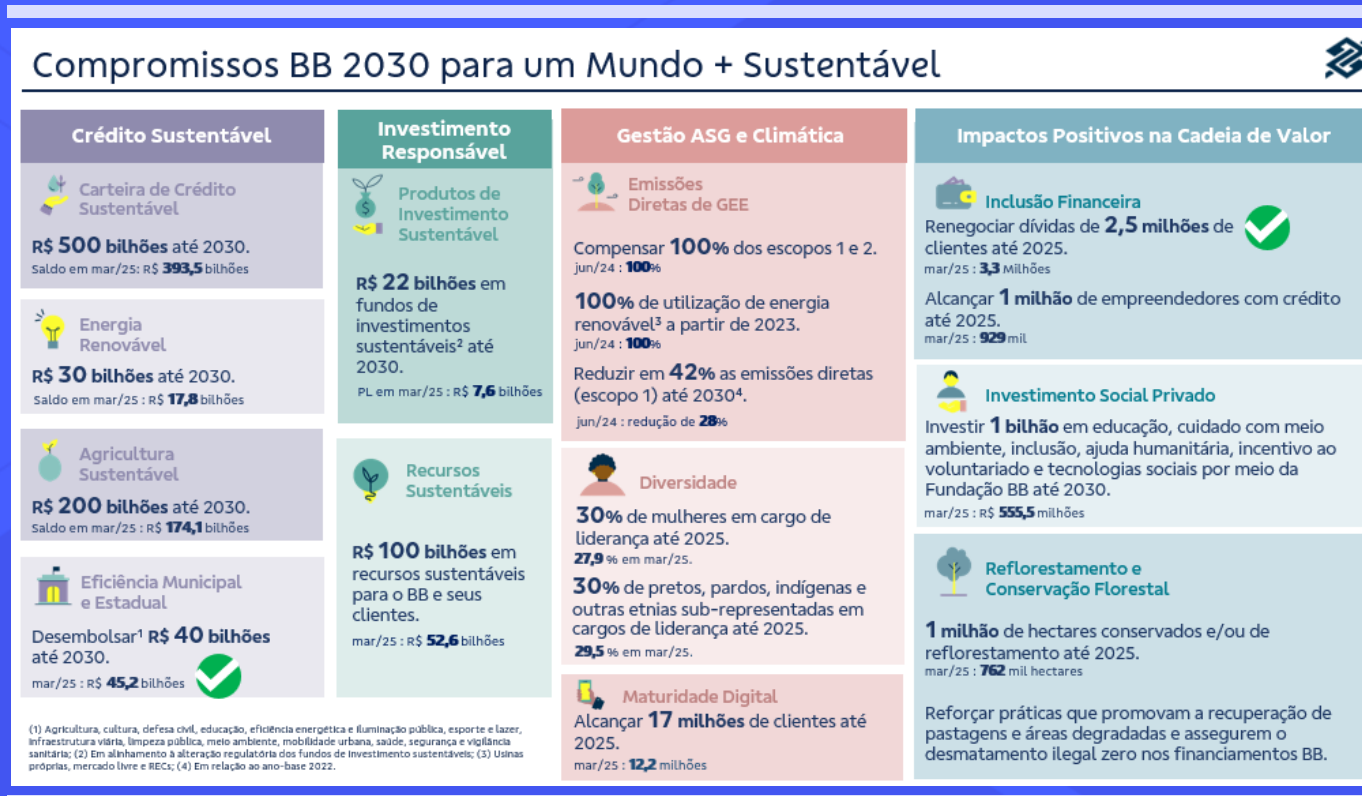 Compromissos BB 2030 para um Mundo + Sustentável
Crédito Sustentável
Carteira de Crédito
Sustentável
R$ 500 bilhões até 2030.
Saldo em mar/25: R$ 393,5 bilhões
Energia
Renovável
R$ 30 bilhões até 2030.
Saldo em mar/25 : R$ 17,8 bilhões
Agricultura
Sustentável
R$ 200 bilhões até 2030.
Saldo em mar/25 : R$ 174,1 bilhões
Eficiência Municipal
e Estadual
Desembolsar¹ R$ 40 bilhões
até 2030.
mar/25 : R$ 45,2 bilhões
Investimento
Responsável
Produtos de
Investimento
Sustentável
R$ 22 bilhões em
fundos de
investimentos
sustentáveis² até
2030.
PL em mar/25 : R$ 7,6 bilhões
Recursos
Sustentáveis
R$ 100 bilhões em
recursos sustentáveis
para o BB e seus
clientes.
mar/25 : R$ 52,6 bilhões
Gestão ASG e Climática
Emissões
Diretas de GEE
Compensar 100% dos escopos 1 e 2.
jun/24 : 100%
100% de utilização de energia
renovável³ a partir de 2023.
jun/24 : 100%
Reduzir em 42% as emissões diretas
(escopo 1) até 2030⁴.
jun/24 : redução de 28%
Diversidade
30% de mulheres em cargo de
liderança até 2025.
27,9 % em mar/25.
30% de pretos, pardos, indígenas e
outras etnias sub-representadas em
cargos de liderança até 2025.
29,5 % em mar/25.
Maturidade Digital
Alcançar 17 milhões de clientes até
2025.
mar/25 : 12,2 milhões
Impactos Positivos na Cadeia de Valor
Inclusão Financeira
Renegociar dívidas de 2,5 milhões de
clientes até 2025.
mar/25 : 3,3 Milhões
Alcançar 1 milhão de empreendedores com crédito
até 2025.
mar/25 : 929 mil
Investimento Social Privado
Investir 1 bilhão em educação, cuidado com meio
ambiente, inclusão, ajuda humanitária, incentivo ao
voluntariado e tecnologias sociais por meio da
Fundação BB até 2030.
mar/25 : R$ 555,5 milhões
Reflorestamento e
Conservação Florestal
1 milhão de hectares conservados e/ou de
reflorestamento até 2025.
mar/25 : 762 mil hectares
Reforçar práticas que promovam a recuperação de
pastagens e áreas degradadas e assegurem o
desmatamento ilegal zero nos financiamentos BB.
(1) Agricultura, cultura, defesa civil, educação, eficiência energética e iluminação pública, esporte e lazer,
infraestrutura viária, limpeza pública, meio ambiente, mobilidade urbana, saúde, segurança e vigilância
sanitária; (2) Em alinhamento à alteração regulatória dos fundos de investimento sustentáveis; (3) Usinas
próprias, mercado livre e RECs; (4) Em relação ao ano-base 2022.